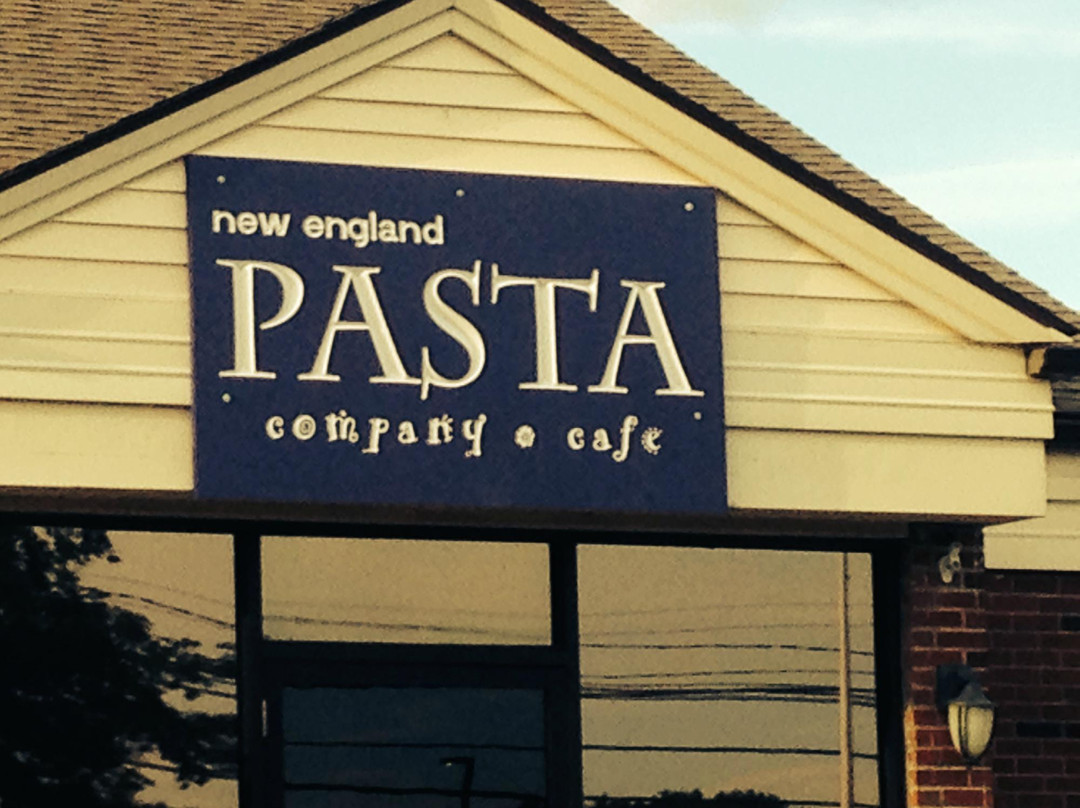 new england
PASTA
company • cafe